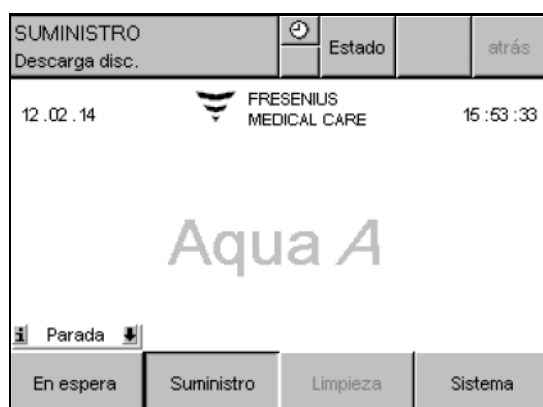 SUMINISTRO
Descarga disc.
Estado
atrás
12.02.14
FRESENIUS
MEDICAL CARE
15:53:33
Aqua A
i Parada
En espera
Suministro
Limpieza
Sistema